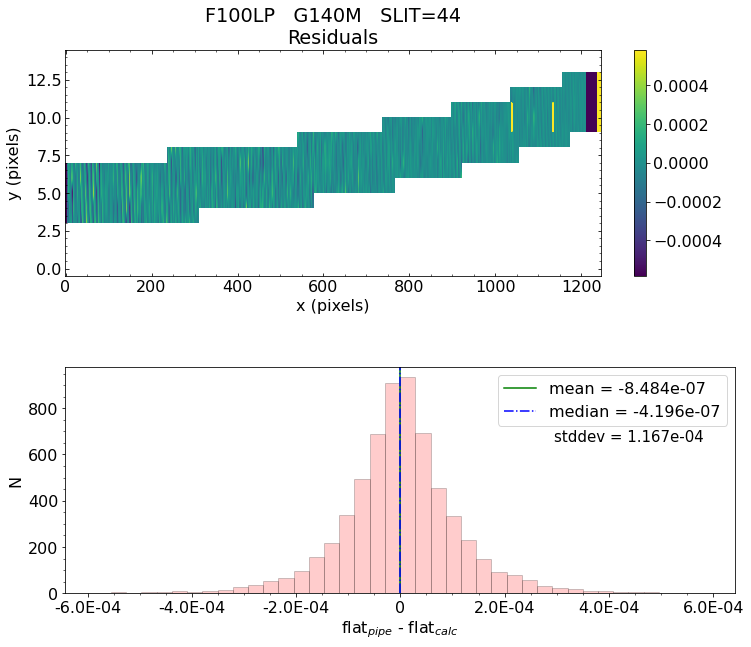 F100LP G140M SLIT=44
Residuals
12.5
10.0
7.5
5.0
2.5
0.0
y (pixels)
0 200 400 600 800 1000 1200
x (pixels)
0.0004
0.0002
0.0000
−0.0002
−0.0004
mean = -8.484e-07
median = -4.196e-07
stddev = 1.167e-04
800
600
400
200
0
N
-6.0E-04 -4.0E-04 -2.0E-04 0 2.0E-04 4.0E-04 6.0E-04
flatpipe - flatcalc